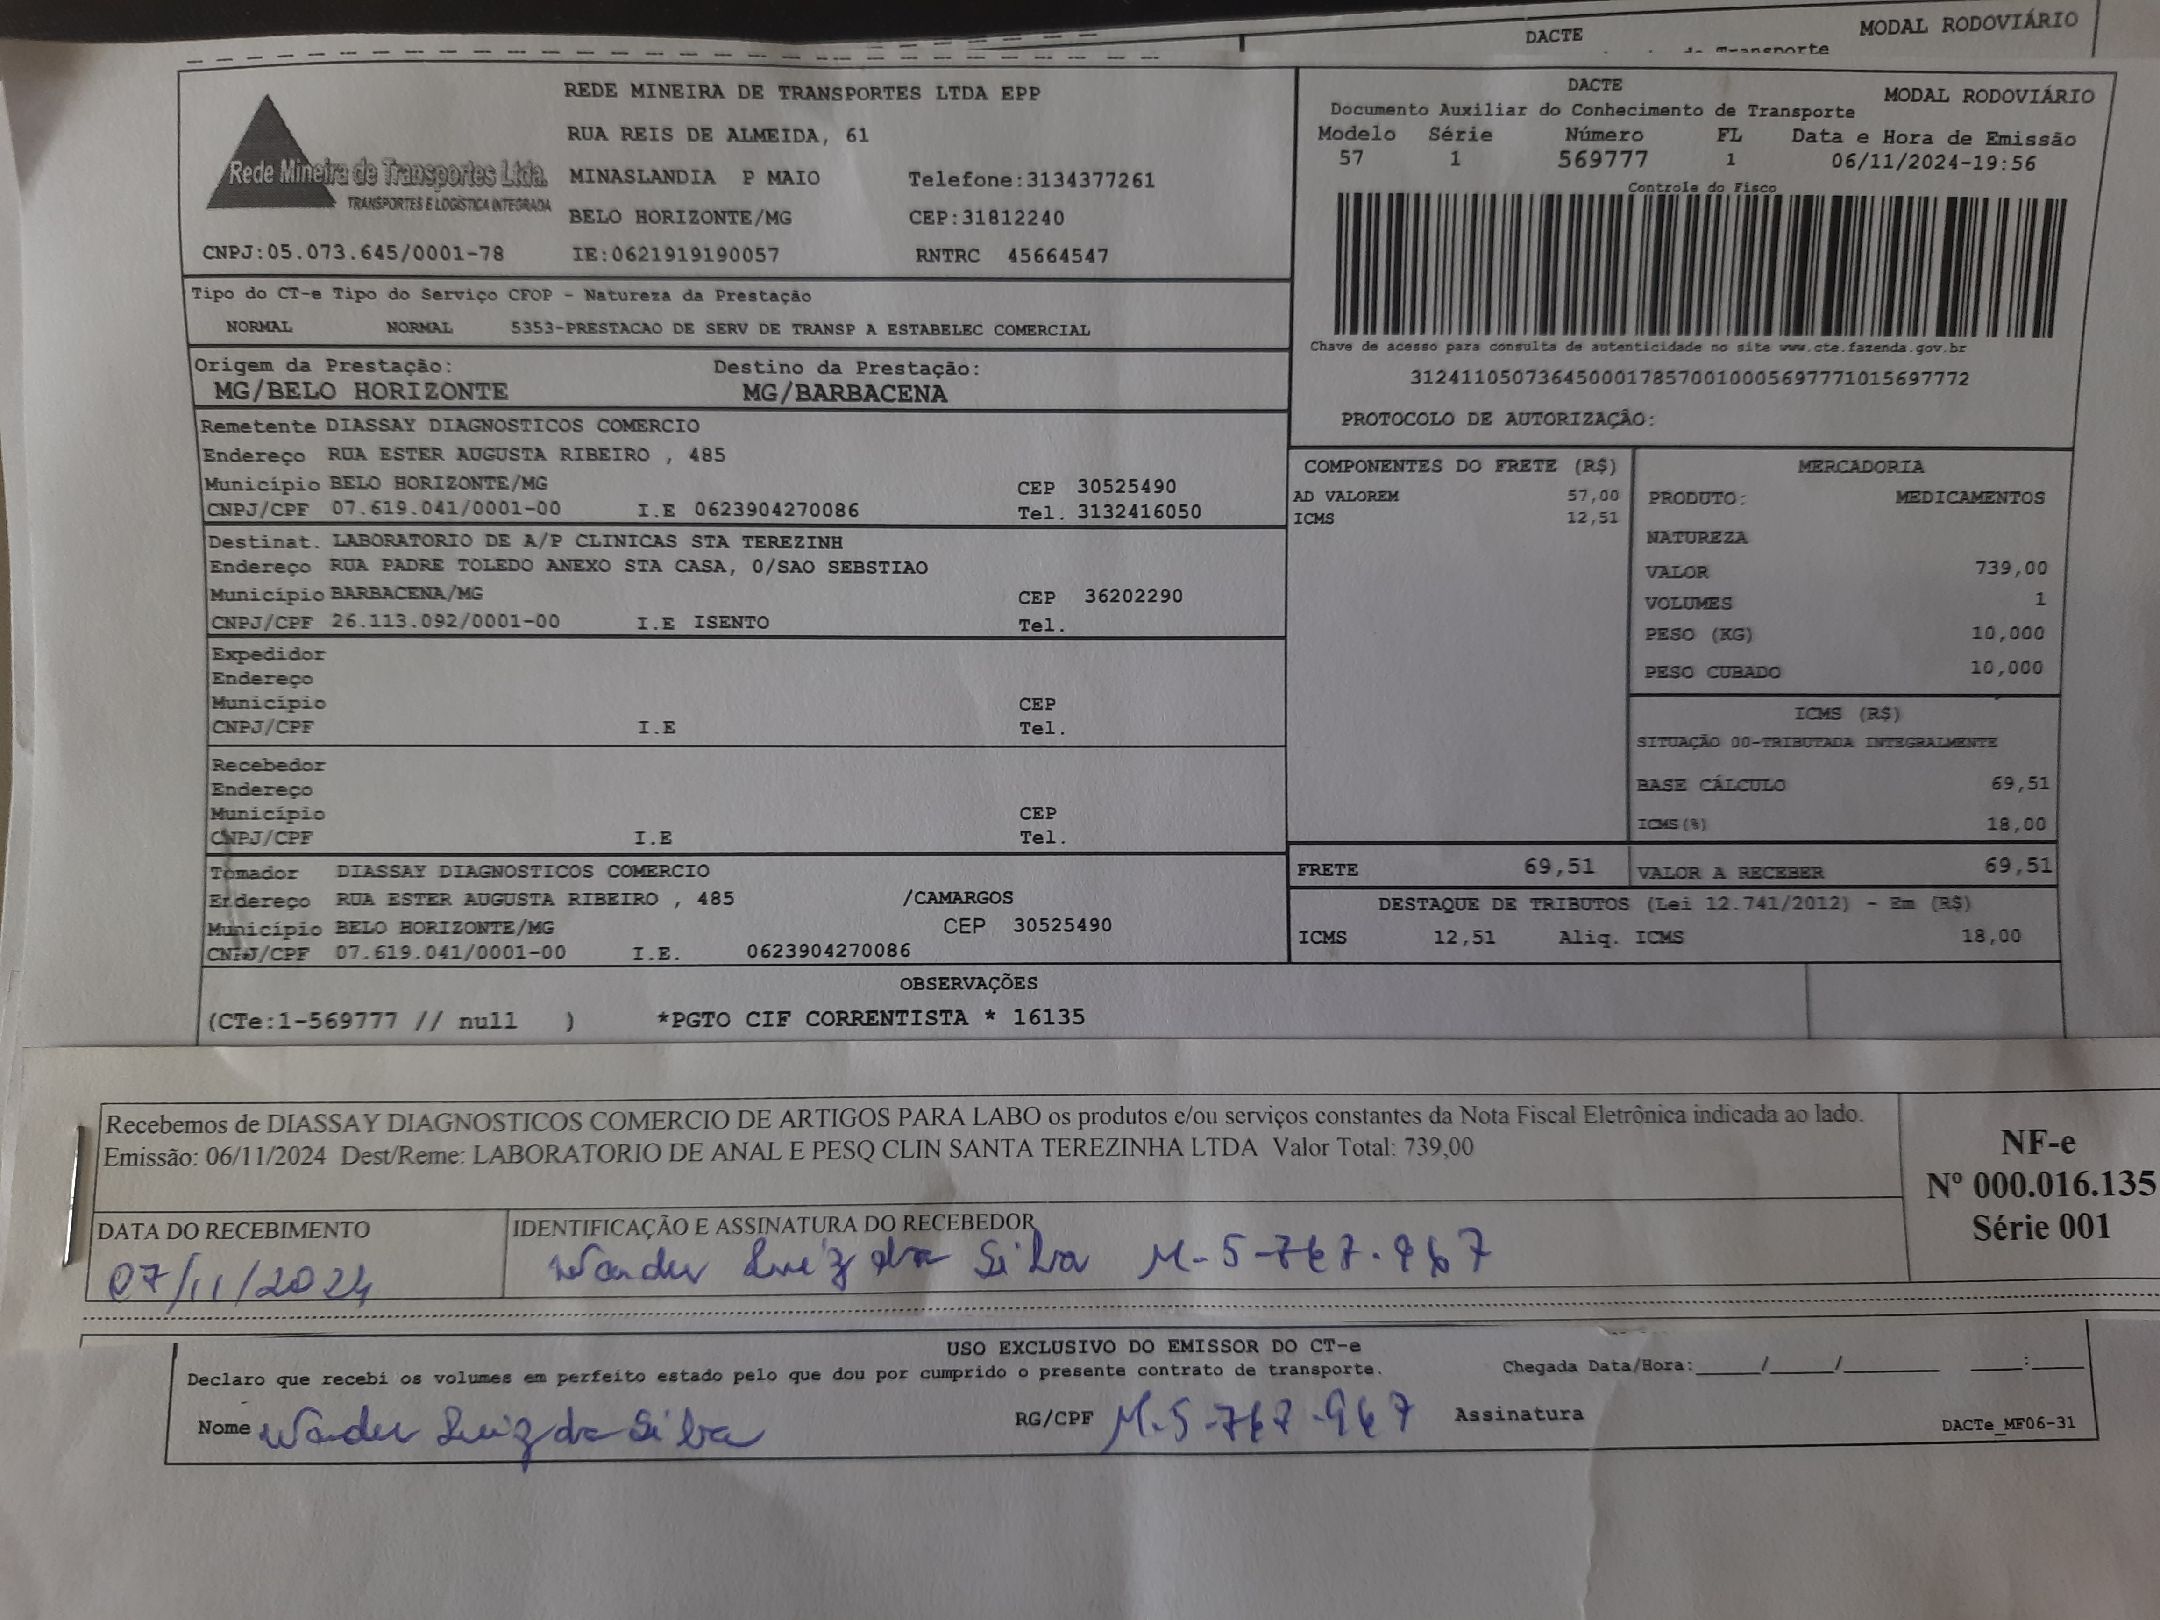 DACTE MODAL RODOVIÁRIO
de Transporte
REDE MINEIRA DE TRANSPORTES LTDA EPP
RUA REIS DE ALMEIDA, 61
MINASLANDIA P MAIO Telefone:3134377261
BELO HORIZONTE/MG CEP:31812240
Rede Mineira de Transportes Ltda.
TRANSPORTES E LOGÍSTICA INTEGRADA
CNPJ:05.073.645/0001-78 IE:0621919190057 RNTRC 45664547
DACTE MODAL RODOVIÁRIO
Documento Auxiliar do Conhecimento de Transporte
Modelo Série Número FL Data e Hora de Emissão
57 1 569777 1 06/11/2024-19:56
Controle do Fisco
Chave de acesso para consulta de autenticidade no site www.cte.fazenda.gov.br
31241105073645000178570010005697771015697772
PROTOCOLO DE AUTORIZAÇÃO:
Tipo do CT-e Tipo do Serviço CFOP - Natureza da Prestação
NORMAL NORMAL 5353-PRESTACAO DE SERV DE TRANSP A ESTABELEC COMERCIAL
Origem da Prestação: Destino da Prestação:
MG/BELO HORIZONTE MG/BARBACENA
Remetente DIASSAY DIAGNOSTICOS COMERCIO
Endereço RUA ESTER AUGUSTA RIBEIRO , 485
Município BELO HORIZONTE/MG CEP 30525490
CNPJ/CPF 07.619.041/0001-00 I.E 0623904270086 Tel. 3132416050
Destinat. LABORATORIO DE A/P CLINICAS STA TEREZINH
Endereço RUA PADRE TOLEDO ANEXO STA CASA, 0/SAO SEBSTIAO
Município BARBACENA/MG CEP 36202290
CNPJ/CPF 26.113.092/0001-00 I.E ISENTO Tel.
Expedidor
Endereço
Município CEP
CNPJ/CPF I.E Tel.
Recebedor
Endereço
Município CEP
CNPJ/CPF I.E Tel.
Tomador DIASSAY DIAGNOSTICOS COMERCIO
Endereço RUA ESTER AUGUSTA RIBEIRO , 485 /CAMARGOS
Município BELO HORIZONTE/MG CEP 30525490
CNPJ/CPF 07.619.041/0001-00 I.E. 0623904270086
COMPONENTES DO FRETE (R$)
AD VALOREM 57,00
ICMS 12,51
MERCADORIA
PRODUTO: MEDICAMENTOS
NATUREZA
VALOR 739,00
VOLUMES 1
PESO (KG) 10,000
PESO CUBADO 10,000
ICMS (R$)
SITUAÇÃO 00-TRIBUTADA INTEGRALMENTE
BASE CÁLCULO 69,51
ICMS(%) 18,00
FRETE 69,51 VALOR A RECEBER 69,51
DESTAQUE DE TRIBUTOS (Lei 12.741/2012) - Em (R$)
ICMS 12,51 Aliq. ICMS 18,00
OBSERVAÇÕES
(CTe:1-569777 // null ) *PGTO CIF CORRENTISTA * 16135
Recebemos de DIASSAY DIAGNOSTICOS COMERCIO DE ARTIGOS PARA LABO os produtos e/ou serviços constantes da Nota Fiscal Eletrônica indicada ao lado.
Emissão: 06/11/2024 Dest/Reme: LABORATORIO DE ANAL E PESQ CLIN SANTA TEREZINHA LTDA Valor Total: 739,00
NF-e
Nº 000.016.135
Série 001
DATA DO RECEBIMENTO IDENTIFICAÇÃO E ASSINATURA DO RECEBEDOR
07/11/2024 Wander Luiz da Silva M-5-767.967
USO EXCLUSIVO DO EMISSOR DO CT-e
Declaro que recebi os volumes em perfeito estado pelo que dou por cumprido o presente contrato de transporte. Chegada Data/Hora:_____/_____/_______ ____:____
Nome Wander Luiz da Silva RG/CPF M-5-767-967 Assinatura DACTe_MF06-31